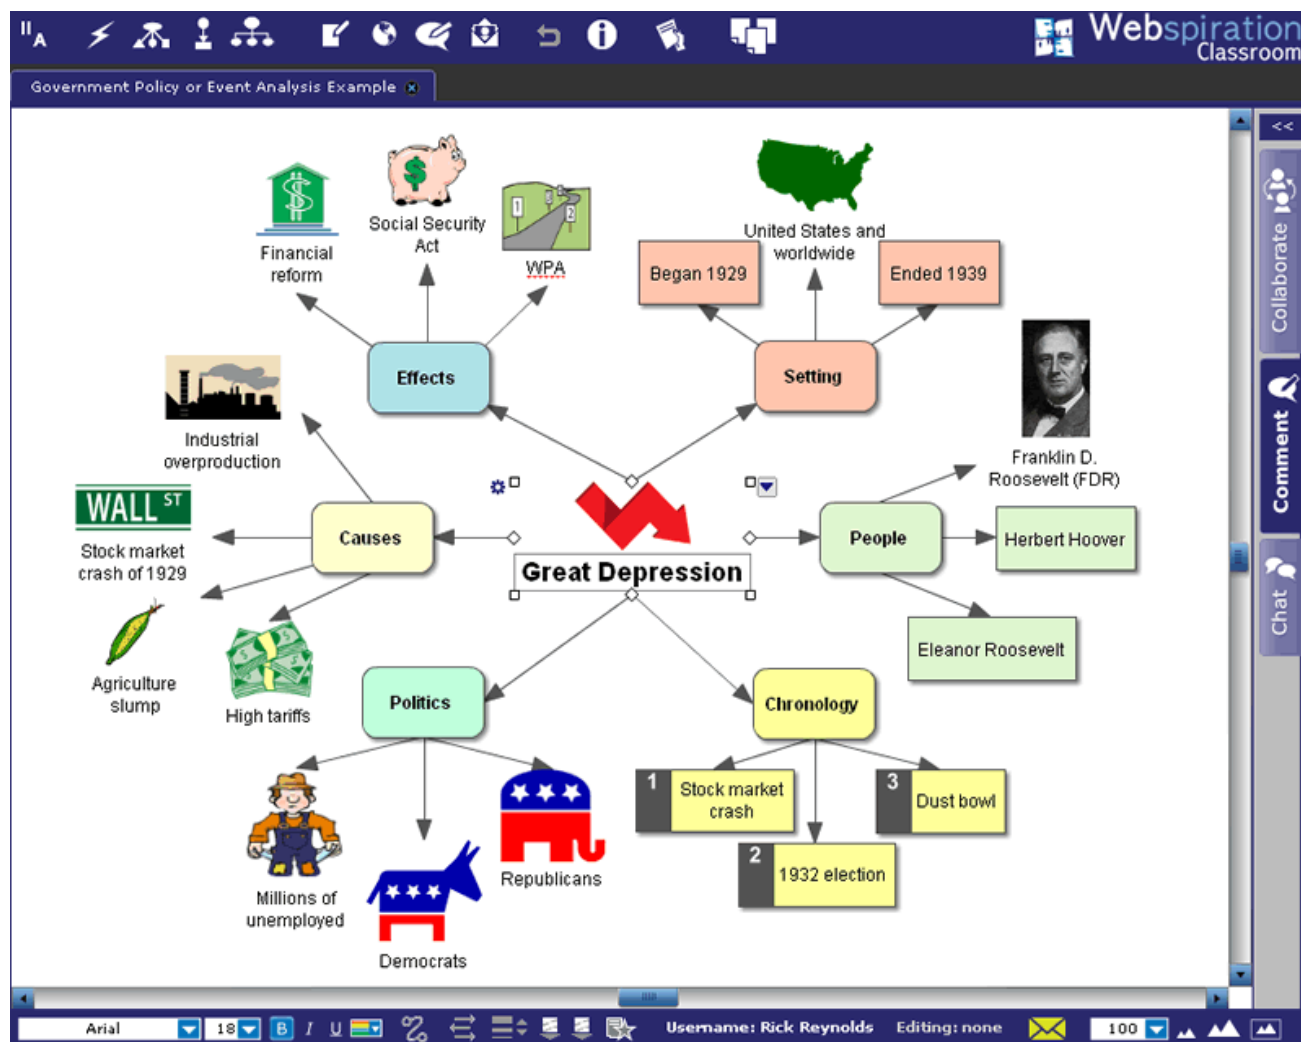 II A
Webspiration
Classroom
Government Policy or Event Analysis Example
<<
Collaborate
Comment
Chat
Financial
reform
$
Social Security
Act
$
1
2
WPA
United States and
worldwide
Began 1929
Ended 1939
Effects
Setting
Industrial
overproduction
Franklin D.
Roosevelt (FDR)
WALL ST
Stock market
crash of 1929
Causes
Great Depression
People
Herbert Hoover
Eleanor Roosevelt
Agriculture
slump
High tariffs
Politics
Chronology
Millions of
unemployed
Democrats
Republicans
1 Stock market
crash
2 1932 election
3 Dust bowl
Arial 18 B I U Username: Rick Reynolds Editing: none 100